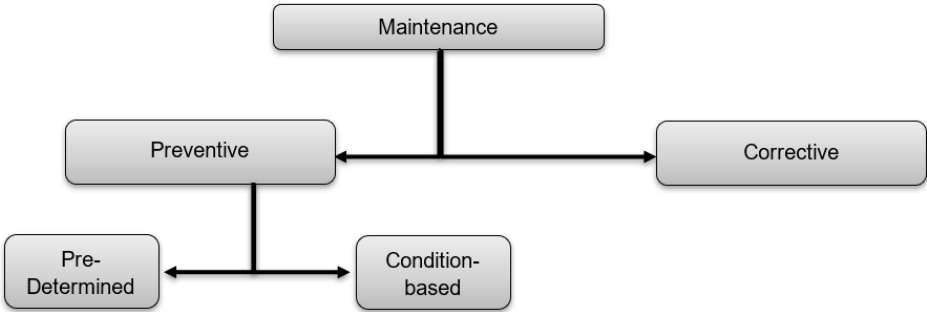 Maintenance
Preventive
Corrective
Pre-
Determined
Condition-
based